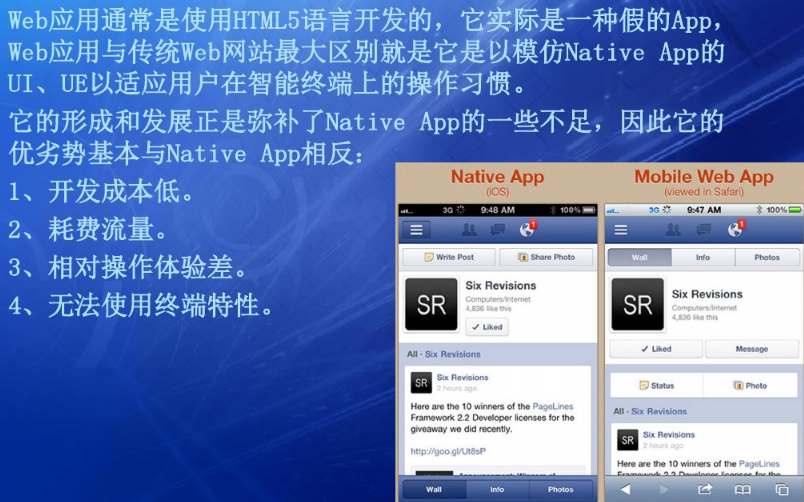 Web应用通常是使用HTML5语言开发的，它实际是一种假的App，
Web应用与传统Web网站最大区别就是它是以模仿Native App的
UI、UE以适应用户在智能终端上的操作习惯。
它的形成和发展正是弥补了Native App的一些不足，因此它的
优劣势基本与Native App相反：
1、开发成本低。
2、耗费流量。
3、相对操作体验差。
4、无法使用终端特性。
Native App
(iOS)
3G 9:48 AM 100%
1
Write Post Share Photo
SR
Six Revisions
Computers/Internet
4,836 like this
✓ Liked
All · Six Revisions
SR
Six Revisions
2 hours ago
Here are the 10 winners of the PageLines
Framework 2.2 Developer licenses for the
giveaway we did recently.
http://goo.gl/Ut8sP
Announcement: Winners of
Wall Info Photos
Mobile Web App
(viewed in Safari)
3G 9:47 AM 100%
1
Wall Info Photos
SR
Six Revisions
Computers/Internet
4,836 like this
✓ Liked Message
Status Photo
All · Six Revisions
SR
Six Revisions
2 hours ago
Here are the 10 winners of the PageLines
Framework 2.2 Developer licenses for the